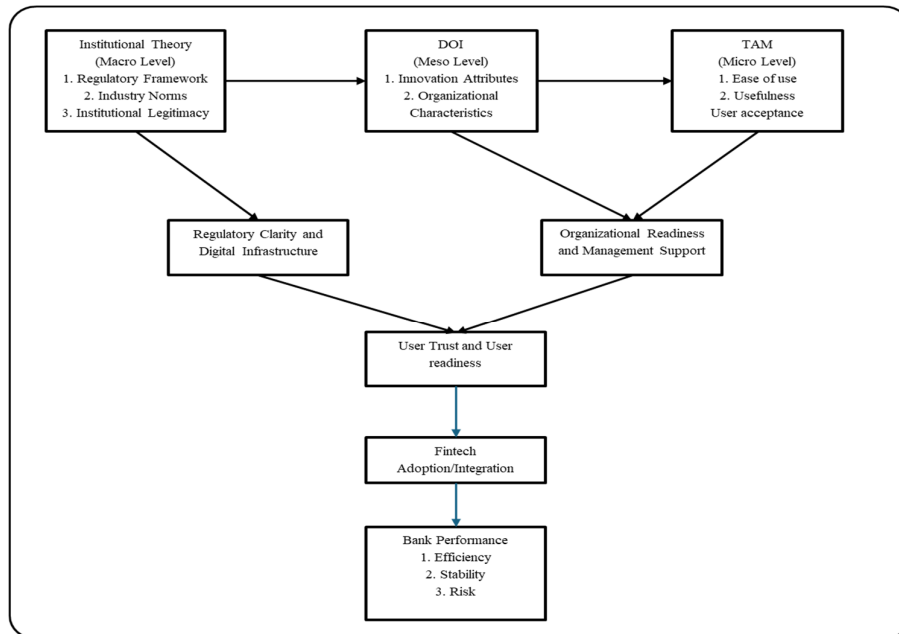 Institutional Theory
(Macro Level)
1. Regulatory Framework
2. Industry Norms
3. Institutional Legitimacy
DOI
(Meso Level)
1. Innovation Attributes
2. Organizational
Characteristics
TAM
(Micro Level)
1. Ease of use
2. Usefulness
User acceptance
Regulatory Clarity and
Digital Infrastructure
Organizational Readiness
and Management Support
User Trust and User
readiness
Fintech
Adoption/Integration
Bank Performance
1. Efficiency
2. Stability
3. Risk